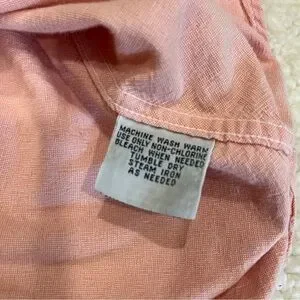 MACHINE WASH WARM
USE ONLY NON-CHLORINE
BLEACH WHEN NEEDED
TUMBLE DRY
STEAM IRON
AS NEEDED